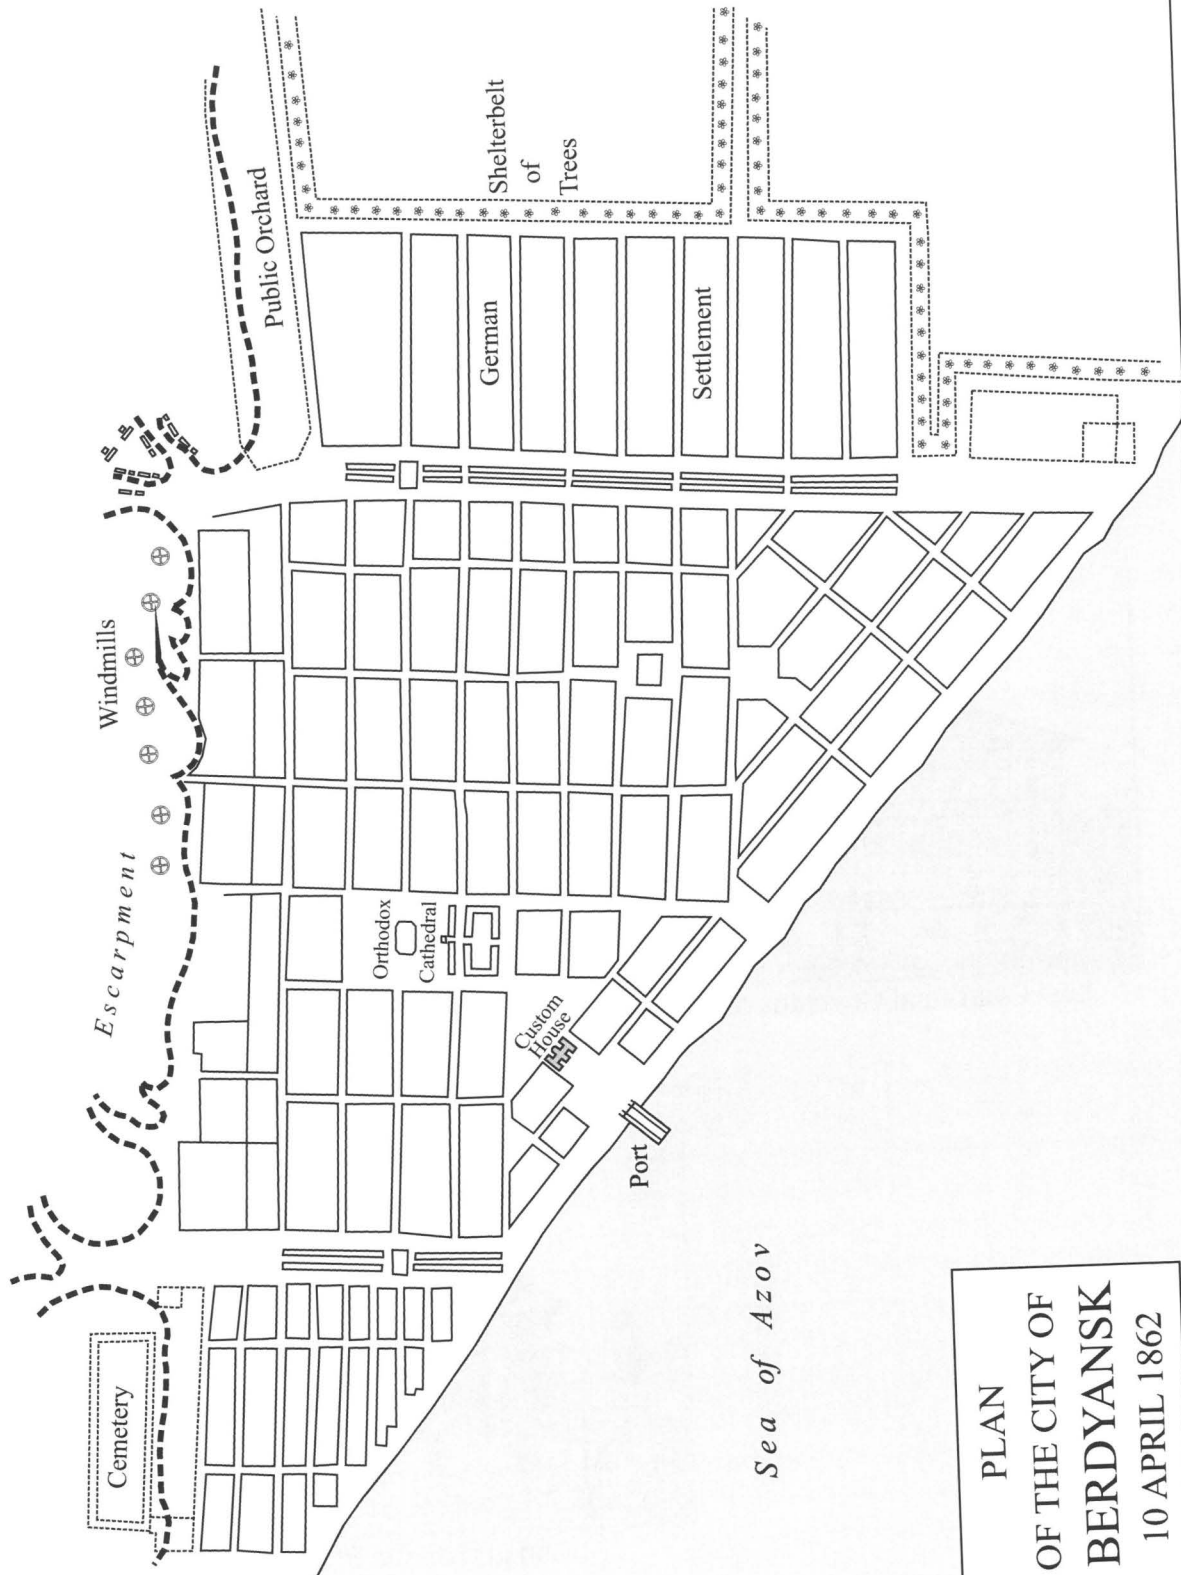 Cemetery
Escarpment
Windmills
Public Orchard
Shelterbelt
of
Trees
German
Settlement
Orthodox
Cathedral
Custom
House
Port
Sea of Azov
PLAN
OF THE CITY OF
BERDYANSK
10 APRIL 1862